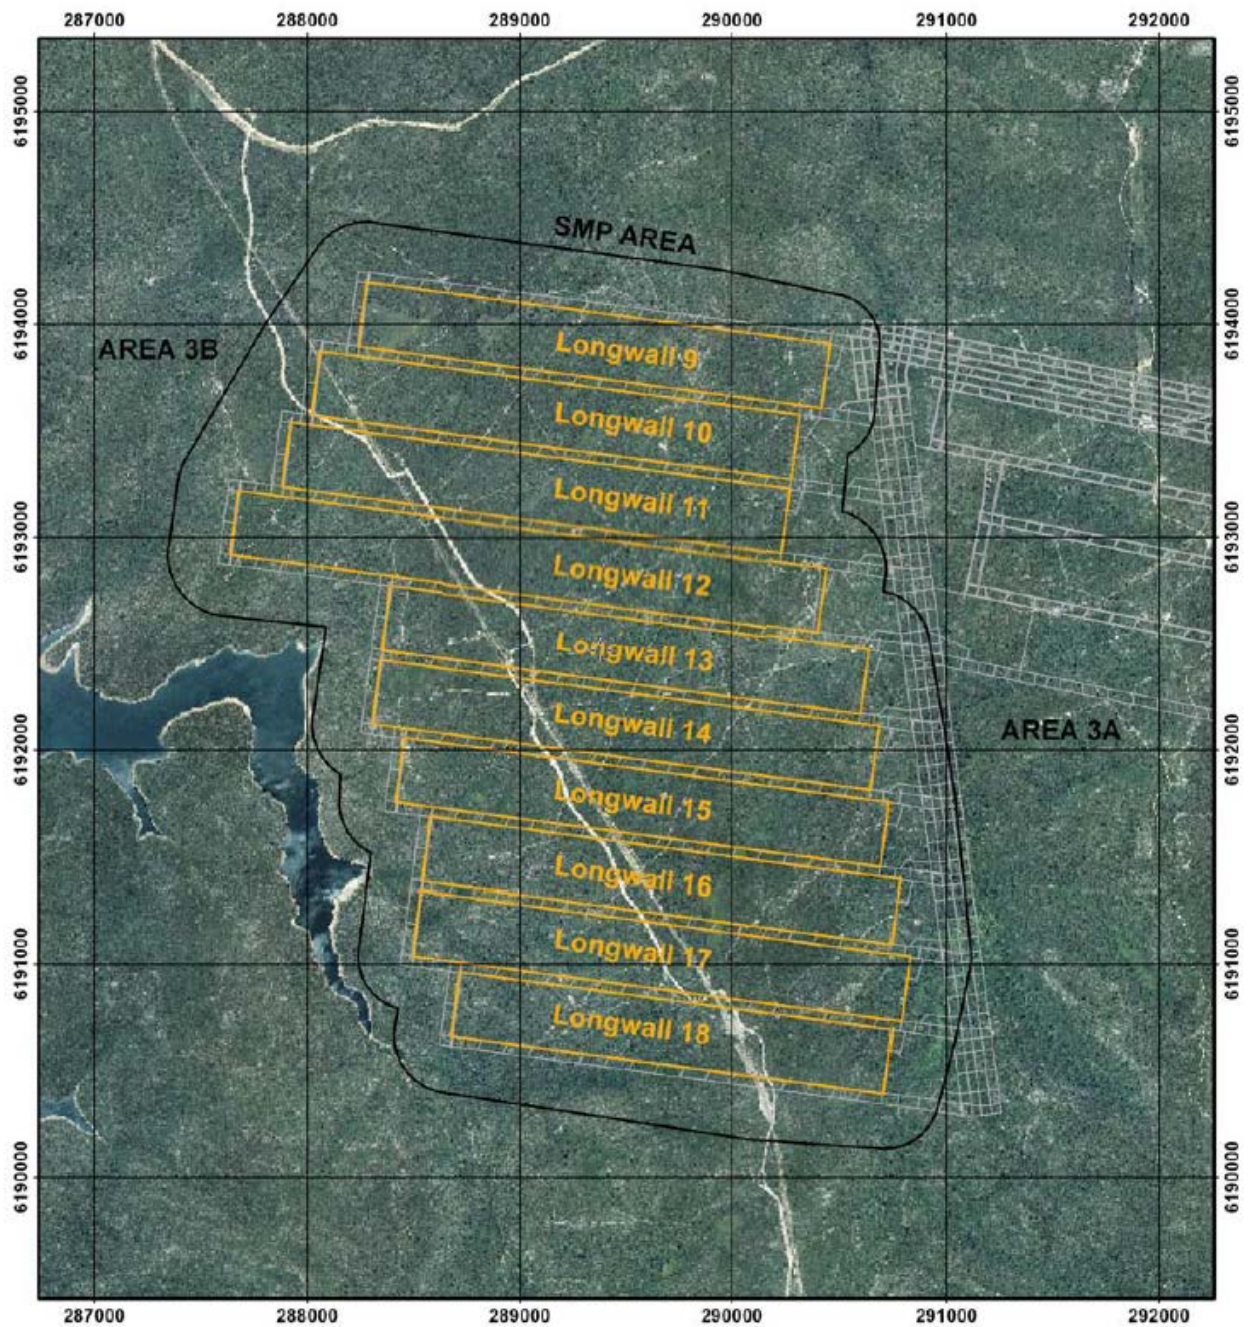 287000 288000 289000 290000 291000 292000
6195000 6195000
SMP AREA
6194000 6194000
AREA 3B
Longwall 9
Longwall 10
Longwall 11
6193000 6193000
Longwall 12
Longwall 13
Longwall 14
AREA 3A
6192000 6192000
Longwall 15
Longwall 16
Longwall 17
6191000 6191000
Longwall 18
6190000 6190000
287000 288000 289000 290000 291000 292000